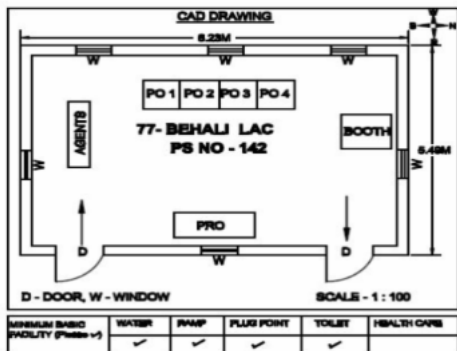 CAD DRAWING
6.23M
W W W
PO 1 PO 2 PO 3 PO 4
AGENTS
77- BEHALI LAC
PS NO - 142
BOOTH
W
W
5.49M
PRO
D
W
D
D - DOOR, W - WINDOW
SCALE - 1 : 100
MINIMUM BASIC FACILITY WATER RAMP PLUG POINT TOILET HEALTH CARE
✓ ✓ ✓ ✓